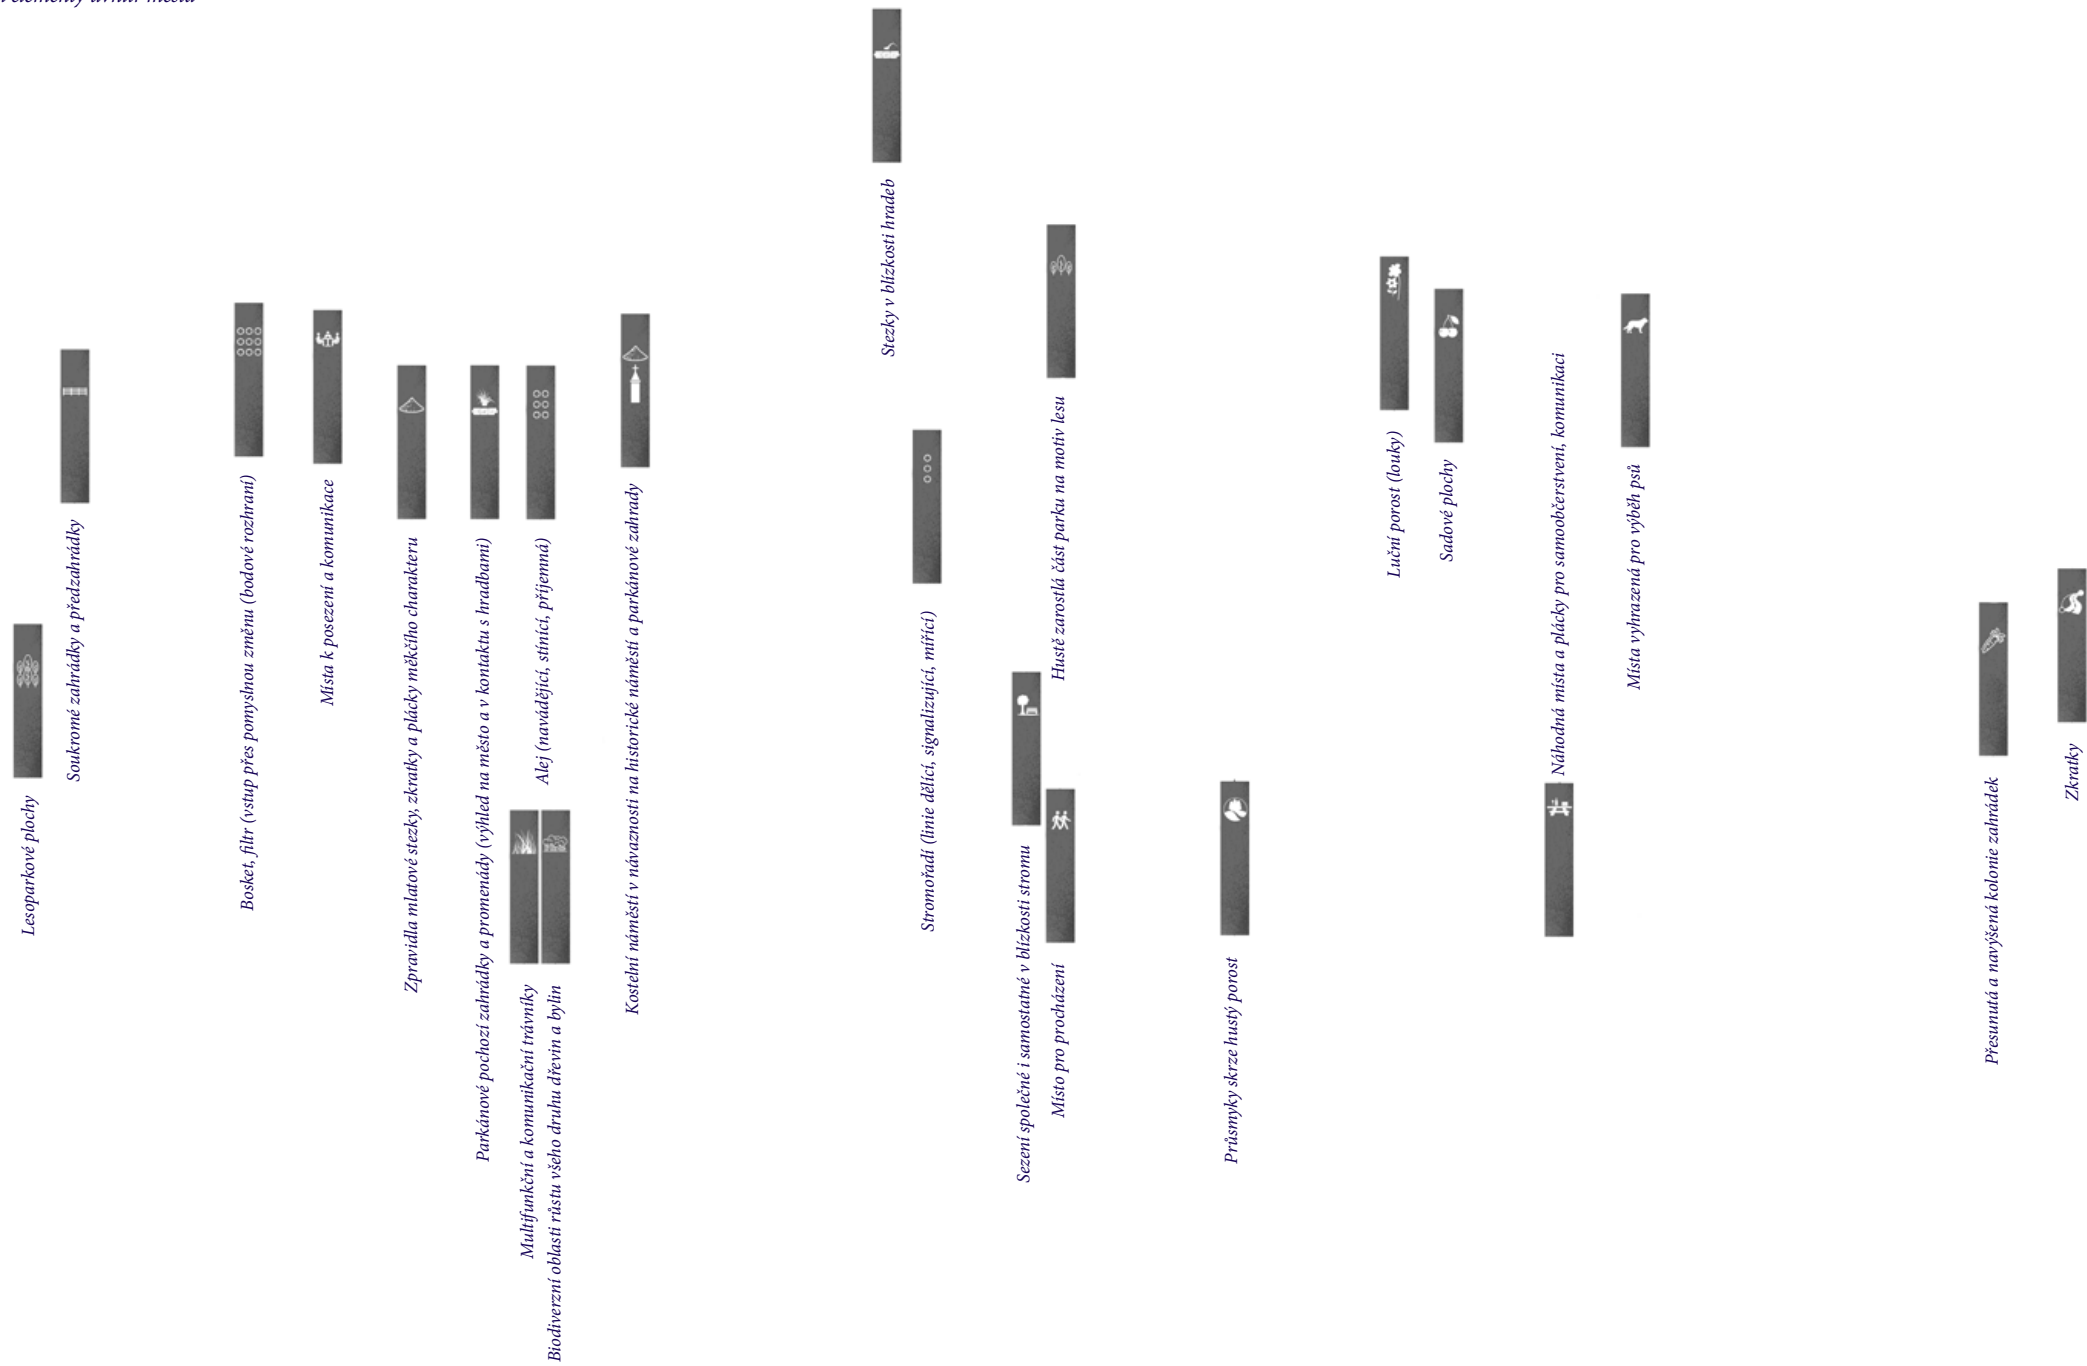 elementy uvnitř města
Lesoparkové plochy
Soukromé zahrádky a předzahrádky
Bosket, filtr (vstup přes pomyslnou změnu (bodové rozhraní)
Místa k posezení a komunikace
Zpravidla mlatové stezky, zkratky a plácky měkčího charakteru
Parkánové pochozí zahrádky a promenády (výhled na město a v kontaktu s hradbami)
Alej (navádějící, stínící, příjemná)
Multifunkční a komunikační trávníky
Biodiverzní oblasti růstu všeho druhu dřevin a bylin
Kostelní náměstí v návaznosti na historické náměstí a parkánové zahrady
Stezky v blízkosti hradeb
Stromořadí (linie dělící, signalizující, mířící)
Sezení společné i samostatné v blízkosti stromu
Hustě zarostlá část parku na motiv lesu
Místo pro procházení
Průsmyky skrze hustý porost
Luční porost (louky)
Sadové plochy
Náhodná místa a plácky pro samoobčerstvení, komunikaci
Místa vyhrazená pro výběh psů
Přesunutá a navýšená kolonie zahrádek
Zkratky